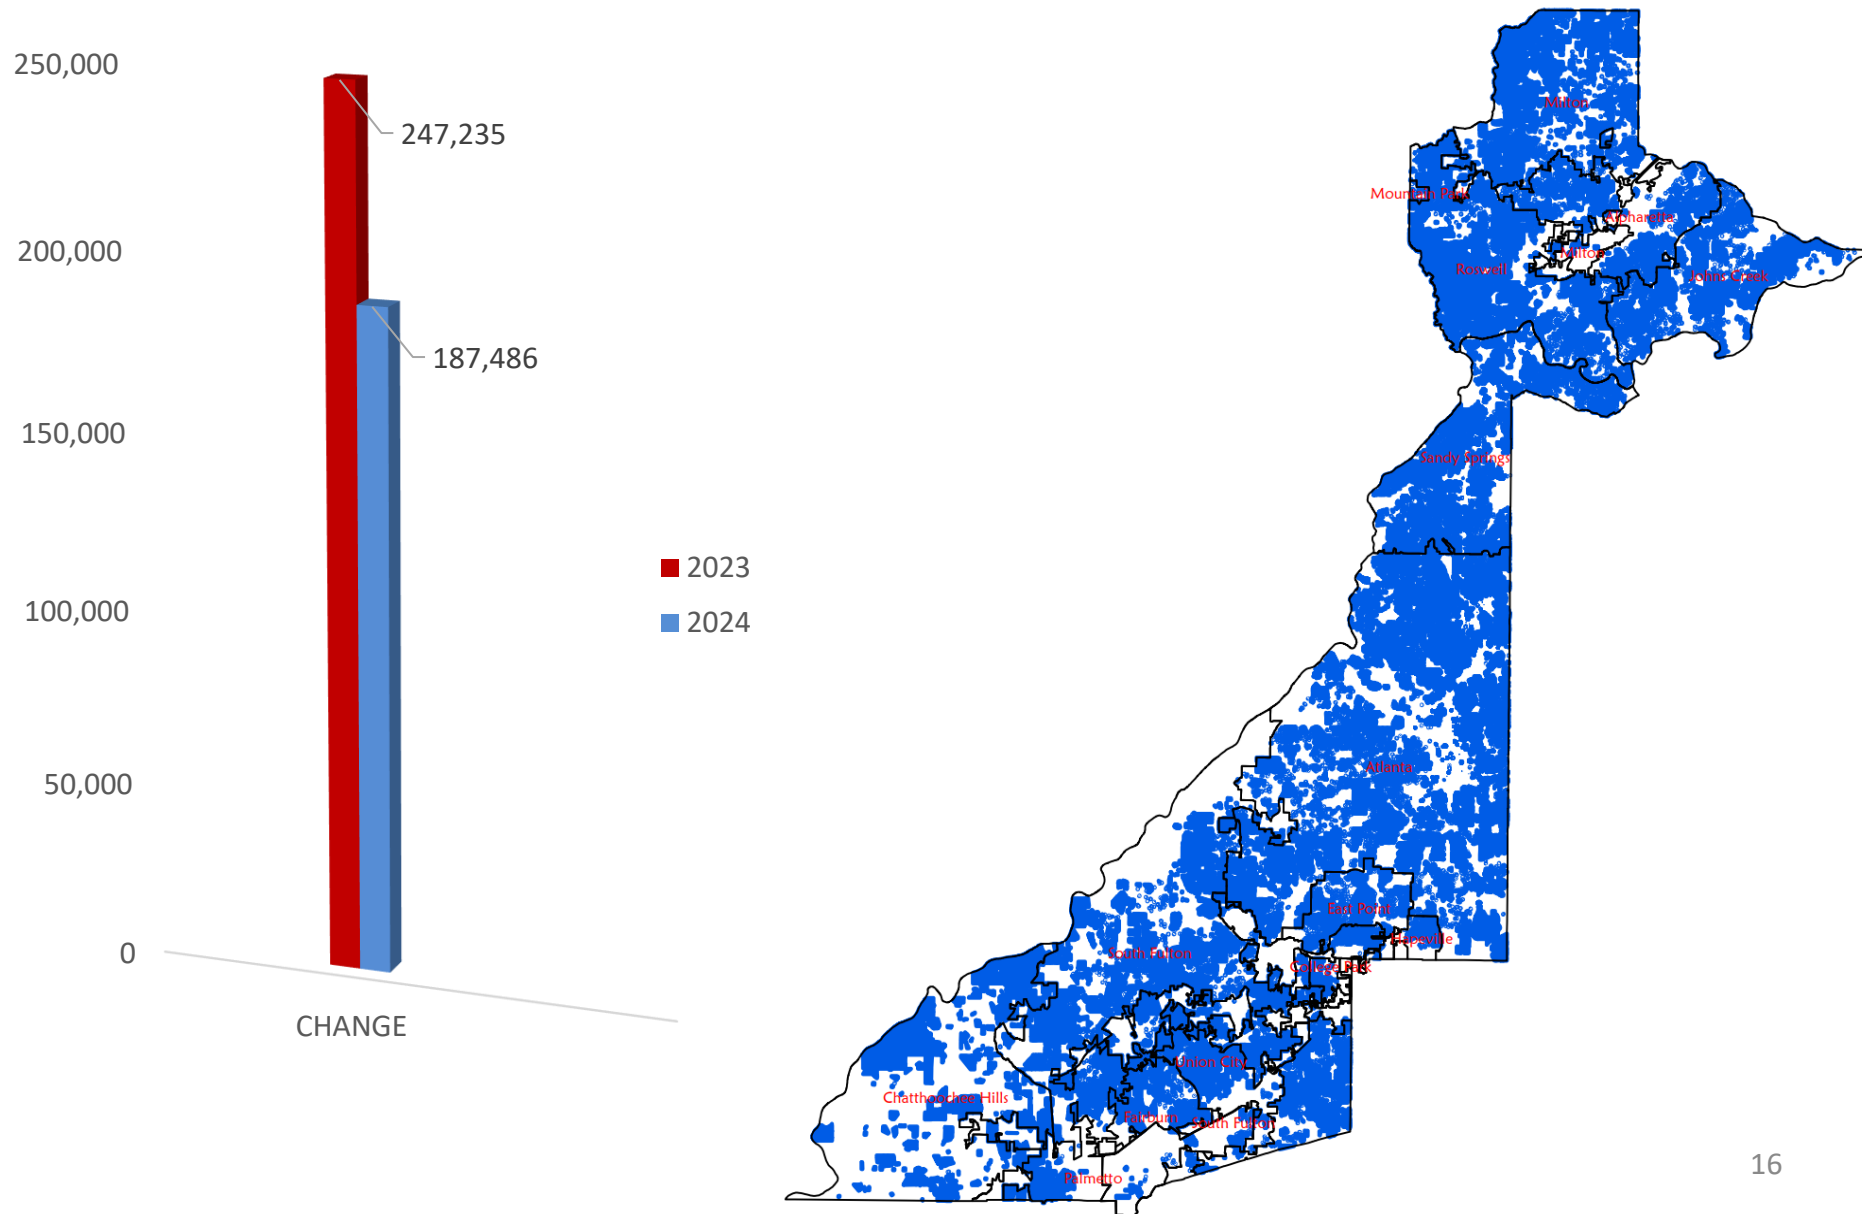 250,000
247,235
200,000
187,486
150,000
100,000
50,000
0
CHANGE
2023
2024
Milton
Mountain Park
Alpharetta
Milton
Roswell
Johns Creek
Sandy Springs
Atlanta
East Point
Hapeville
College Park
South Fulton
Union City
Chatthoochee Hills
Fairburn
South Fulton
Palmetto
16